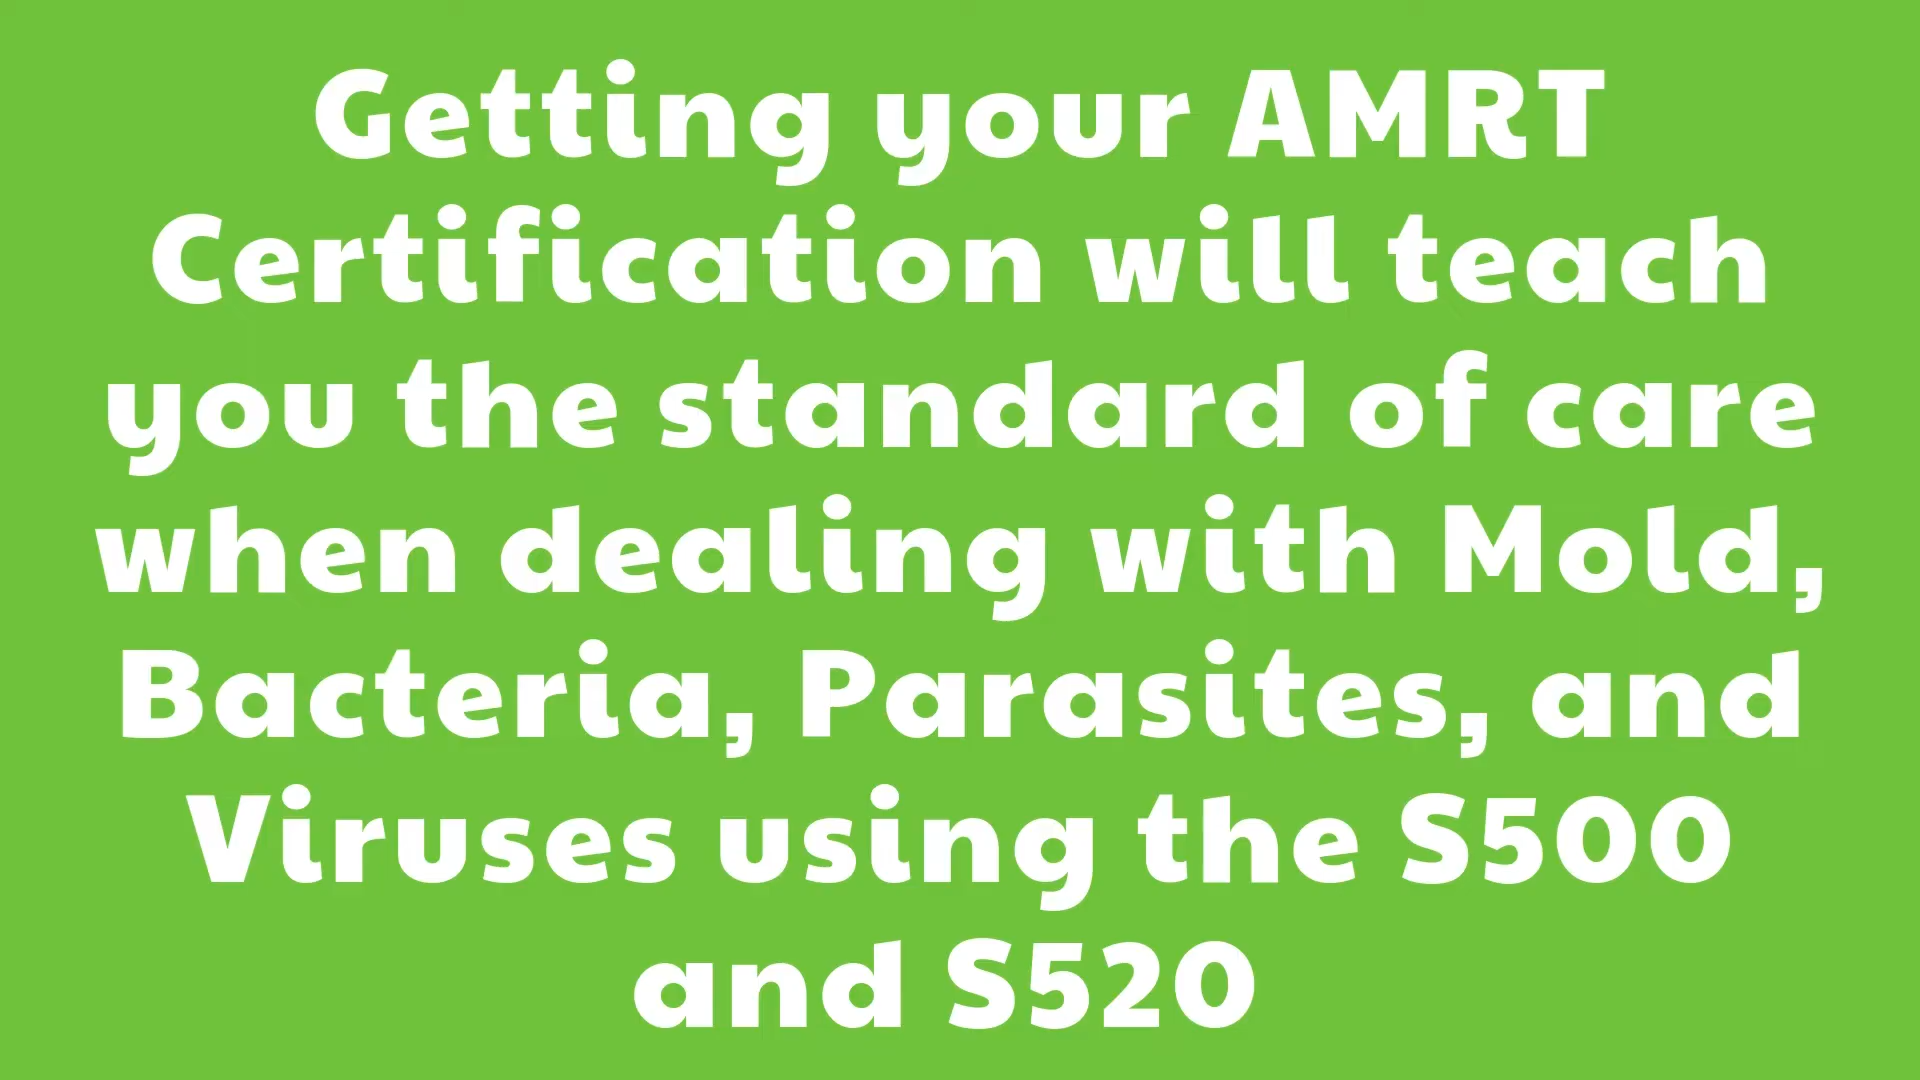 Getting your AMRT
Certification will teach
you the standard of care
when dealing with Mold,
Bacteria, Parasites, and
Viruses using the S500
and S520